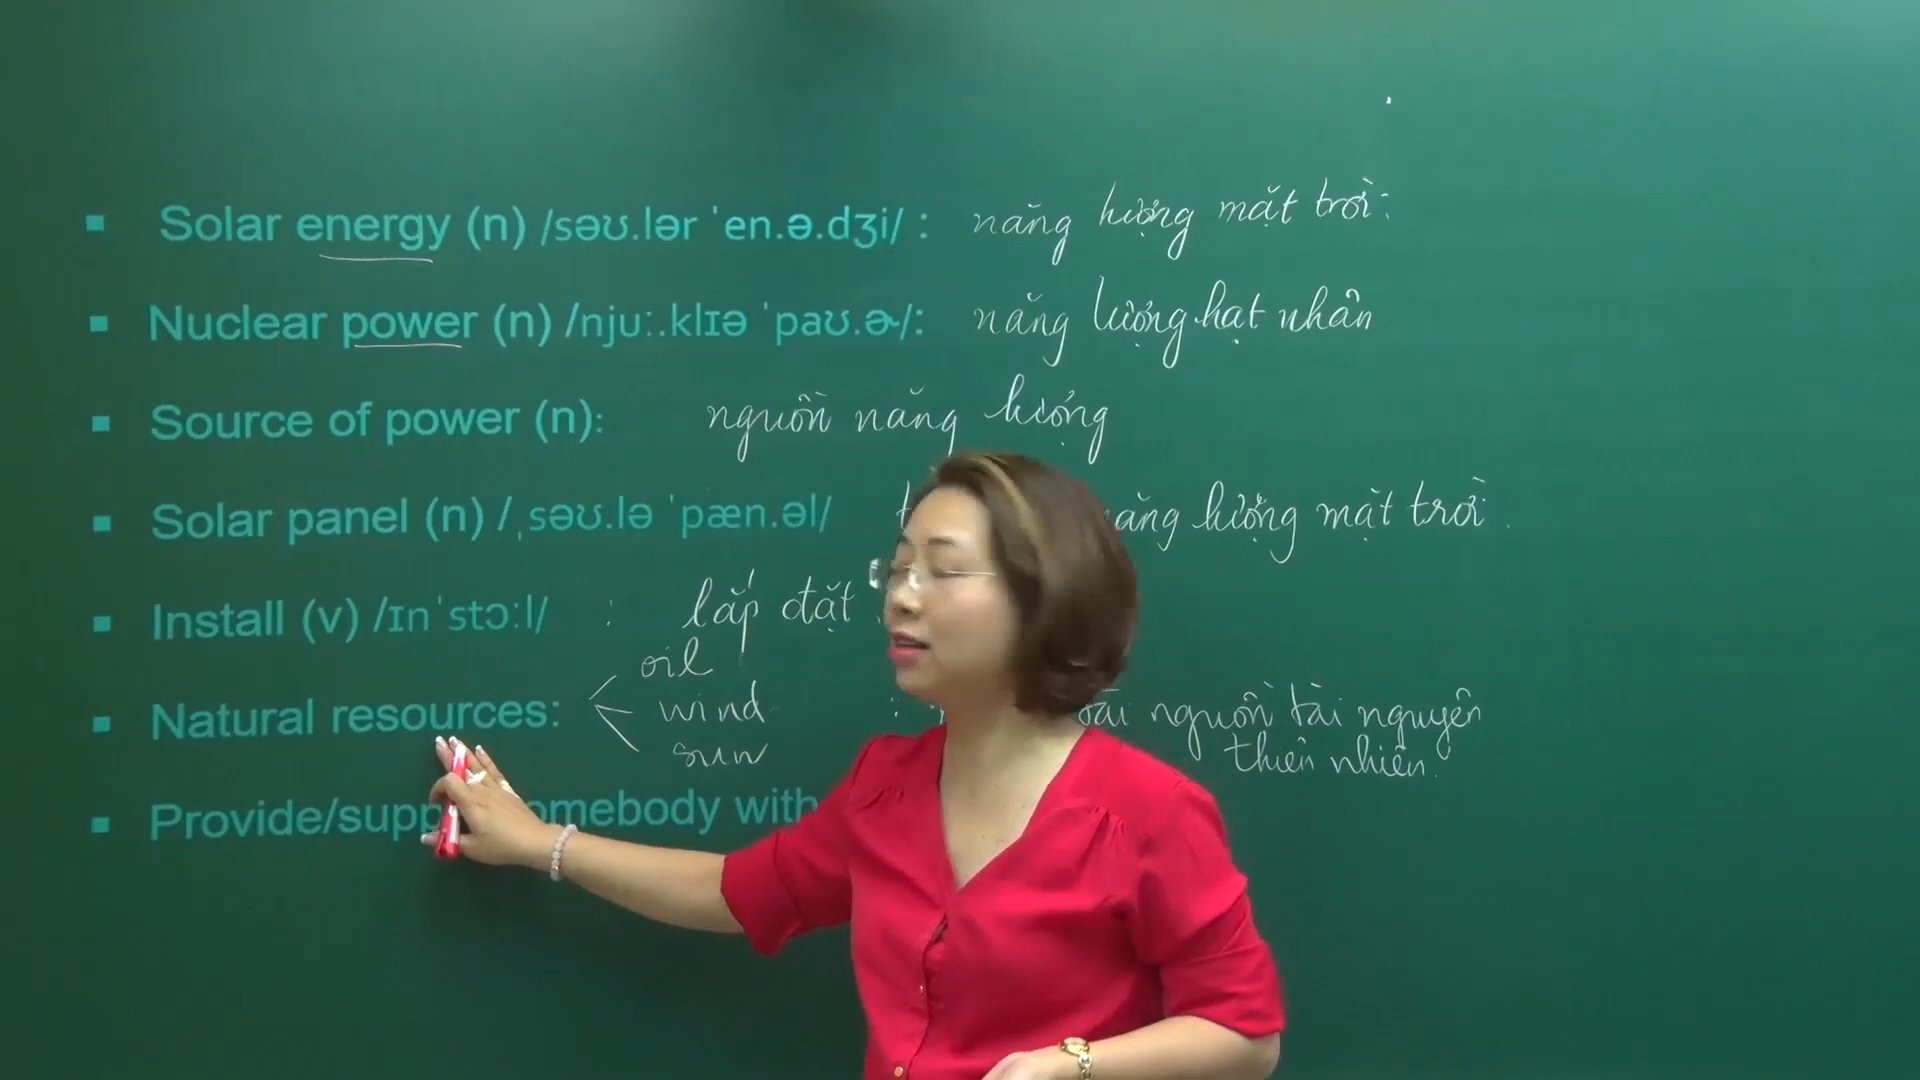 ▪ Solar energy (n) /səʊ.lər ˈen.ə.dʒi/ : năng lượng mặt trời.
▪ Nuclear power (n) /njuː.klɪə ˈpaʊ.ɚ/: năng lượng hạt nhân
▪ Source of power (n): nguồn năng lượng
▪ Solar panel (n) /ˌsəʊ.lə ˈpæn.əl/ năng lượng mặt trời.
▪ Install (v) /ɪnˈstɔːl/ : lắp đặt
oil
▪ Natural resources: wind : nguồn tài nguyên
sun thiên nhiên.
▪ Provide/supp omebody with